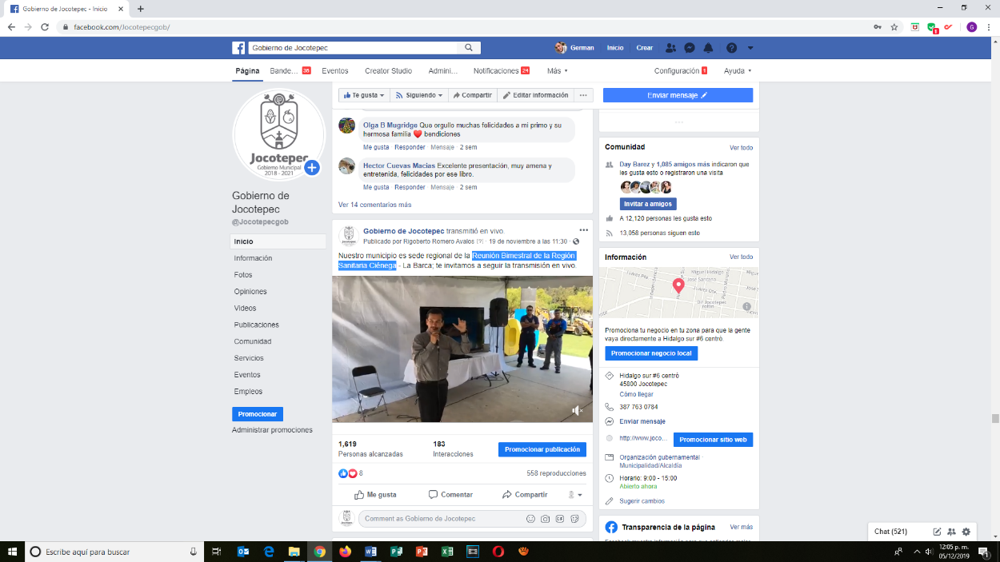 Gobierno de Jocotepec - Inicio
facebook.com/Jocotepecgob/
Gobierno de Jocotepec
German Inicio Crear
Página Bande... 36 Eventos Creator Studio Admini... Notificaciones 24 Más Configuración 1 Ayuda
Te gusta Siguiendo Compartir Editar información ...
Enviar mensaje
Jocotepec
Gobierno Municipal
2018 - 2021
Gobierno de
Jocotepec
@Jocotepecgob
Inicio
Información
Fotos
Opiniones
Videos
Publicaciones
Comunidad
Servicios
Eventos
Empleos
Promocionar
Administrar promociones
Olga B Mugridge Que orgullo muchas felicidades a mi primo y su
hermosa familia ❤ bendiciones
Me gusta · Responder · Mensaje · 2 sem
Hector Cuevas Macias Excelente presentación, muy amena y
entretenida, felicidades por ese libro.
Me gusta · Responder · Mensaje · 2 sem
Ver 14 comentarios más
Gobierno de Jocotepec transmitió en vivo.
Publicado por Rigoberto Romero Avalos [?] · 19 de noviembre a las 11:30 ·
Nuestro municipio es sede regional de la Reunión Bimestral de la Región
Sanitaria Ciénega - La Barca; te invitamos a seguir la transmisión en vivo.
1,619
Personas alcanzadas
183
Interacciones
Promocionar publicación
8
558 reproducciones
Me gusta Comentar Compartir
Comment as Gobierno de Jocotepec
Comunidad Ver todo
Day Barez y 1,085 amigos más indicaron que
les gusta esto o registraron una visita
Invitar a amigos
A 12,120 personas les gusta esto
13,058 personas siguen esto
Información Ver todo
Promociona tu negocio en tu zona para que la gente
vaya directamente a Hidalgo sur #6 centró.
Promocionar negocio local
Hidalgo sur #6 centró
45800 Jocotepec
Cómo llegar
387 763 0784
Enviar mensaje
http://www.joco... Promocionar sitio web
Organización gubernamental ·
Municipalidad/Alcaldía
Horario: 9:00 - 15:00
Abierto ahora
Sugerir cambios
Transparencia de la página Ver más
Chat (521)
Escribe aquí para buscar
12:05 p. m.
05/12/2019